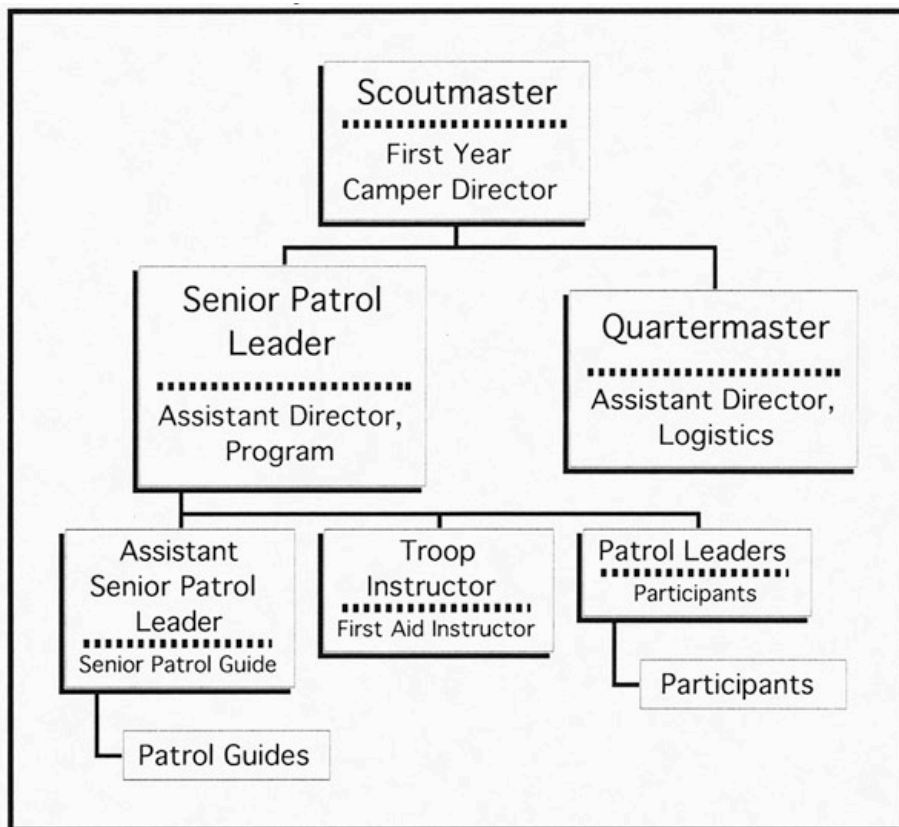 Scoutmaster
First Year
Camper Director
Senior Patrol
Leader
Assistant Director,
Program
Quartermaster
Assistant Director,
Logistics
Assistant
Senior Patrol
Leader
Senior Patrol Guide
Troop
Instructor
First Aid Instructor
Patrol Leaders
Participants
Participants
Patrol Guides